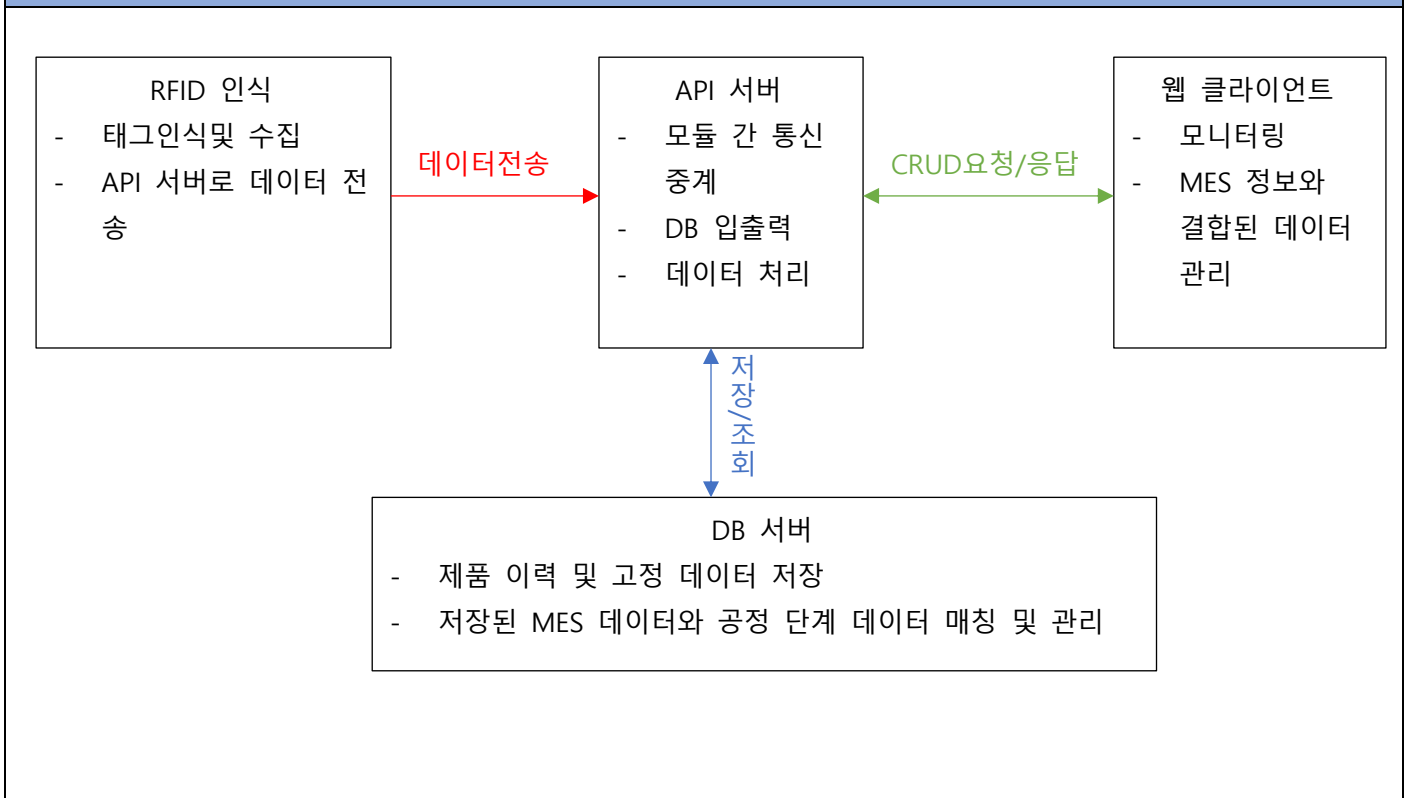 RFID 인식
- 태그인식및 수집
- API 서버로 데이터 전
송
데이터전송
API 서버
- 모듈 간 통신
중계
- DB 입출력
- 데이터 처리
CRUD요청/응답
웹 클라이언트
- 모니터링
- MES 정보와
결합된 데이터
관리
저장/조회
DB 서버
- 제품 이력 및 고정 데이터 저장
- 저장된 MES 데이터와 공정 단계 데이터 매칭 및 관리